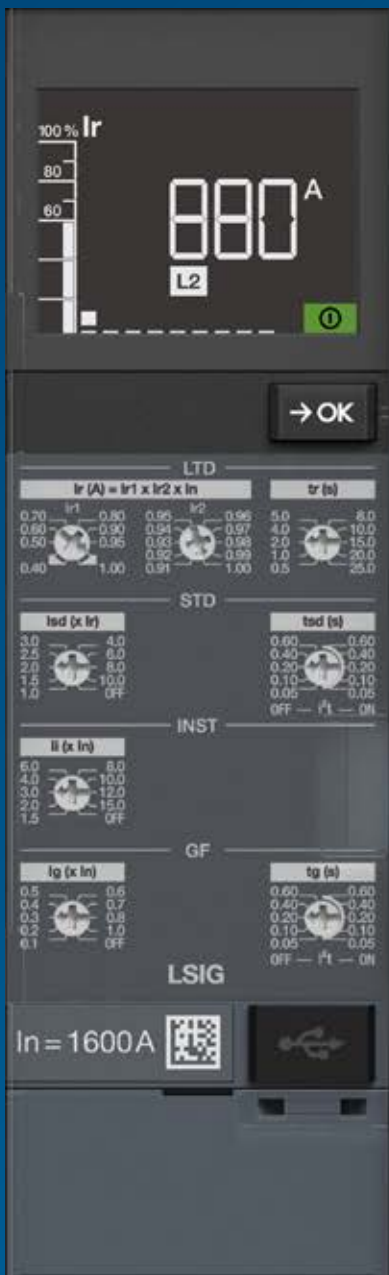 100 % Ir
80
60
880 A
L2
→OK
LTD
Ir (A) = Ir1 x Ir2 x In tr (s)
Ir1 Ir2
0.70 0.80 0.95 0.96 5.0 8.0
0.60 0.90 0.94 0.97 4.0 10.0
0.50 0.95 0.93 0.98 2.0 15.0
0.92 0.99 1.0 20.0
0.40 1.00 0.91 1.00 0.5 25.0
STD
Isd (x Ir) tsd (s)
3.0 4.0 0.60 0.60
2.5 6.0 0.40 0.40
2.0 8.0 0.20 0.20
1.5 10.0 0.10 0.10
1.0 OFF 0.05 0.05
OFF — I²t — ON
INST
Ii (x In)
6.0 8.0
4.0 10.0
3.0 12.0
2.0 15.0
1.5 OFF
GF
Ig (x In) tg (s)
0.5 0.6 0.60 0.60
0.4 0.7 0.40 0.40
0.3 0.8 0.20 0.20
0.2 1.0 0.10 0.10
0.1 OFF 0.05 0.05
OFF — I²t — ON
LSIG
In = 1600 A